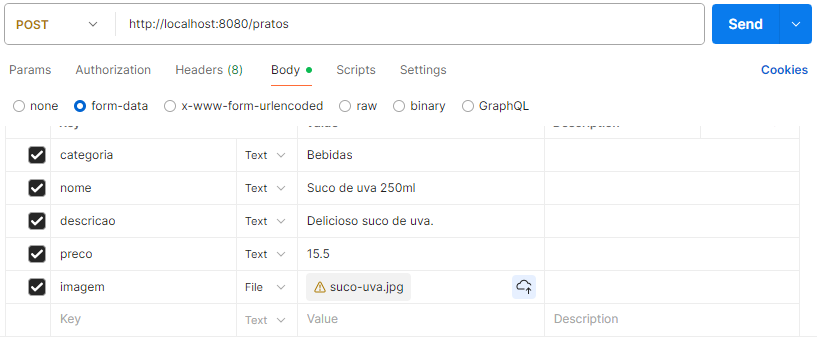 POST http://localhost:8080/pratos Send
Params Authorization Headers (8) Body Scripts Settings Cookies
none form-data x-www-form-urlencoded raw binary GraphQL
Key Value Description
categoria Text Bebidas
nome Text Suco de uva 250ml
descricao Text Delicioso suco de uva.
preco Text 15.5
imagem File suco-uva.jpg
Key Text Value Description